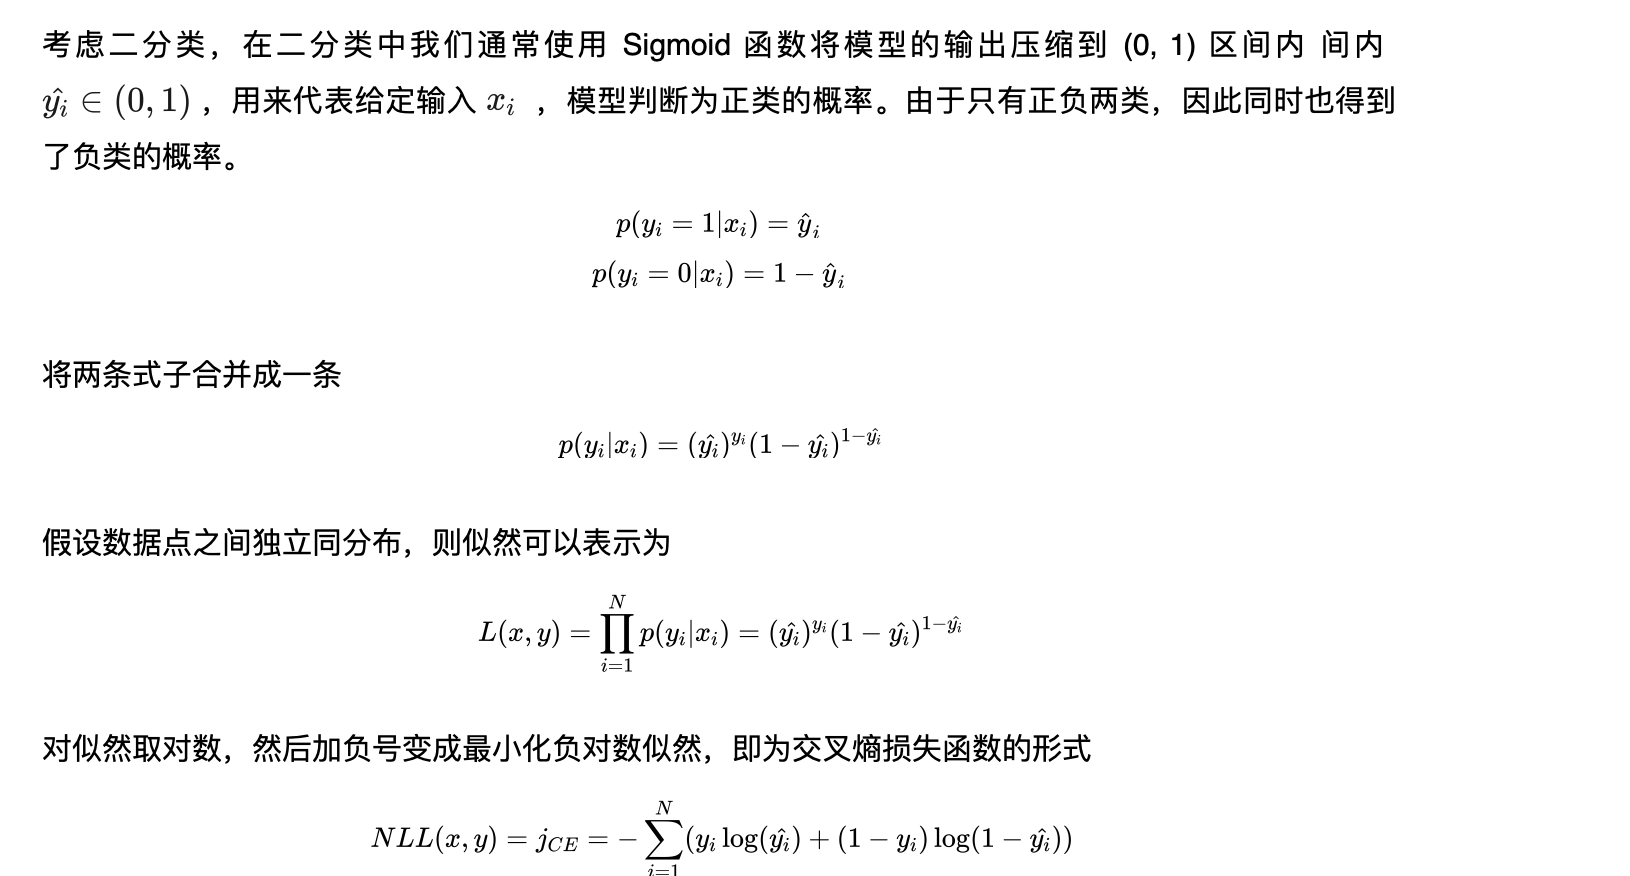 考虑二分类，在二分类中我们通常使用 Sigmoid 函数将模型的输出压缩到 (0, 1) 区间内 间内
$\hat{y_i} \in (0, 1)$ ，用来代表给定输入 $x_i$ ，模型判断为正类的概率。由于只有正负两类，因此同时也得到
了负类的概率。
$p(y_i = 1|x_i) = \hat{y}_i$
$p(y_i = 0|x_i) = 1 - \hat{y}_i$
将两条式子合并成一条
$p(y_i|x_i) = (\hat{y_i})^{y_i}(1 - \hat{y_i})^{1-\hat{y_i}}$
假设数据点之间独立同分布，则似然可以表示为
$L(x, y) = \prod_{i=1}^{N} p(y_i|x_i) = (\hat{y_i})^{y_i}(1 - \hat{y_i})^{1-\hat{y_i}}$
对似然取对数，然后加负号变成最小化负对数似然，即为交叉熵损失函数的形式
$NLL(x, y) = j_{CE} = -\sum_{i=1}^{N}(y_i \log(\hat{y_i}) + (1 - y_i) \log(1 - \hat{y_i}))$